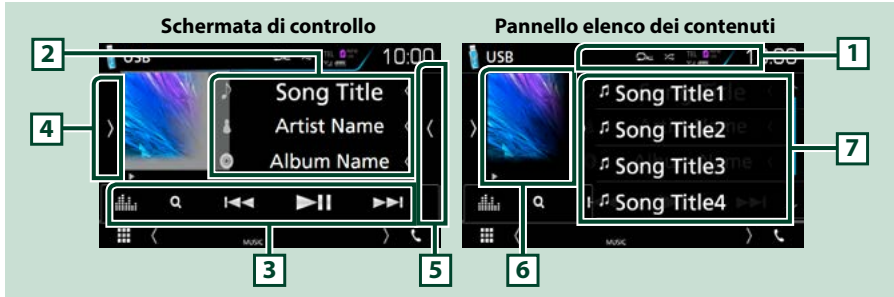 Schermata di controllo
Pannello elenco dei contenuti
2
USB
10:00
4
Song Title
Artist Name
Album Name
MUSIC
3
5
USB
1
Song Title1
Song Title2
Song Title3
Song Title4
7
MUSIC
6